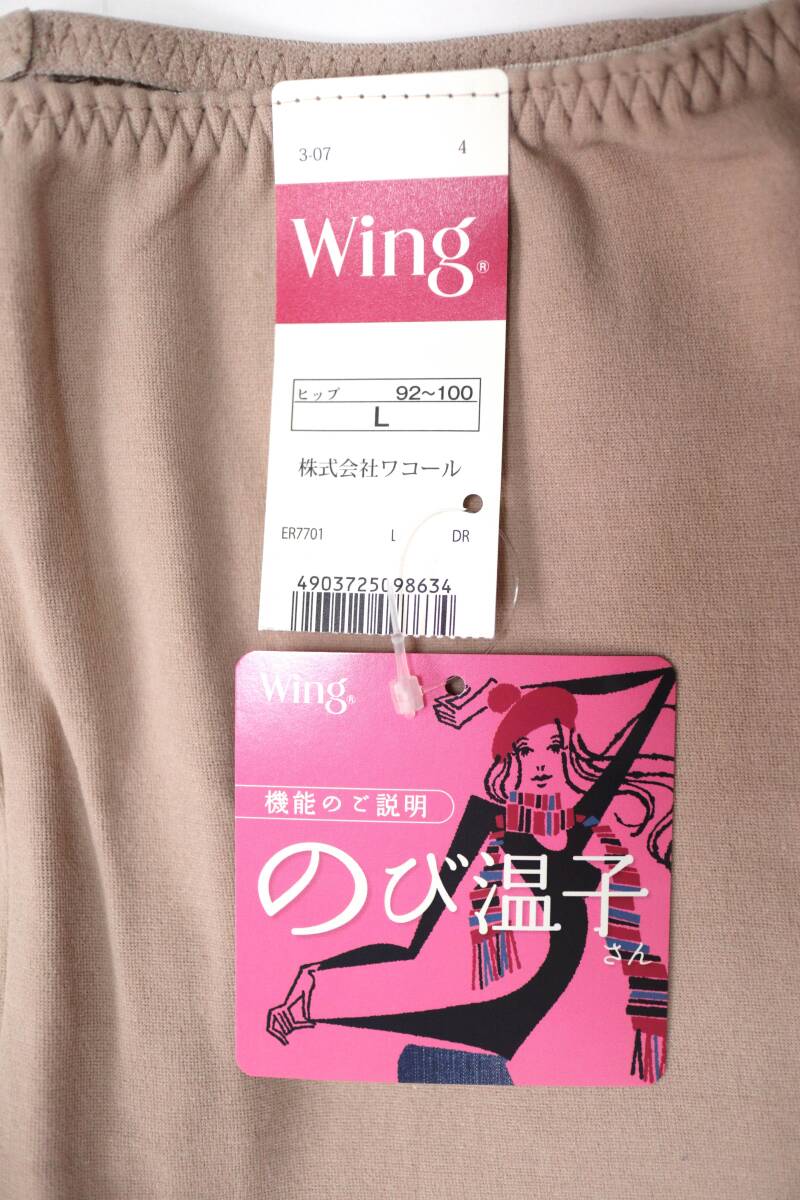 3-07 4
Wing®
ヒップ 92~100
L
株式会社ワコール
ER7701 L DR
4903725098634
Wing®
機能のご説明
のび温子
さん